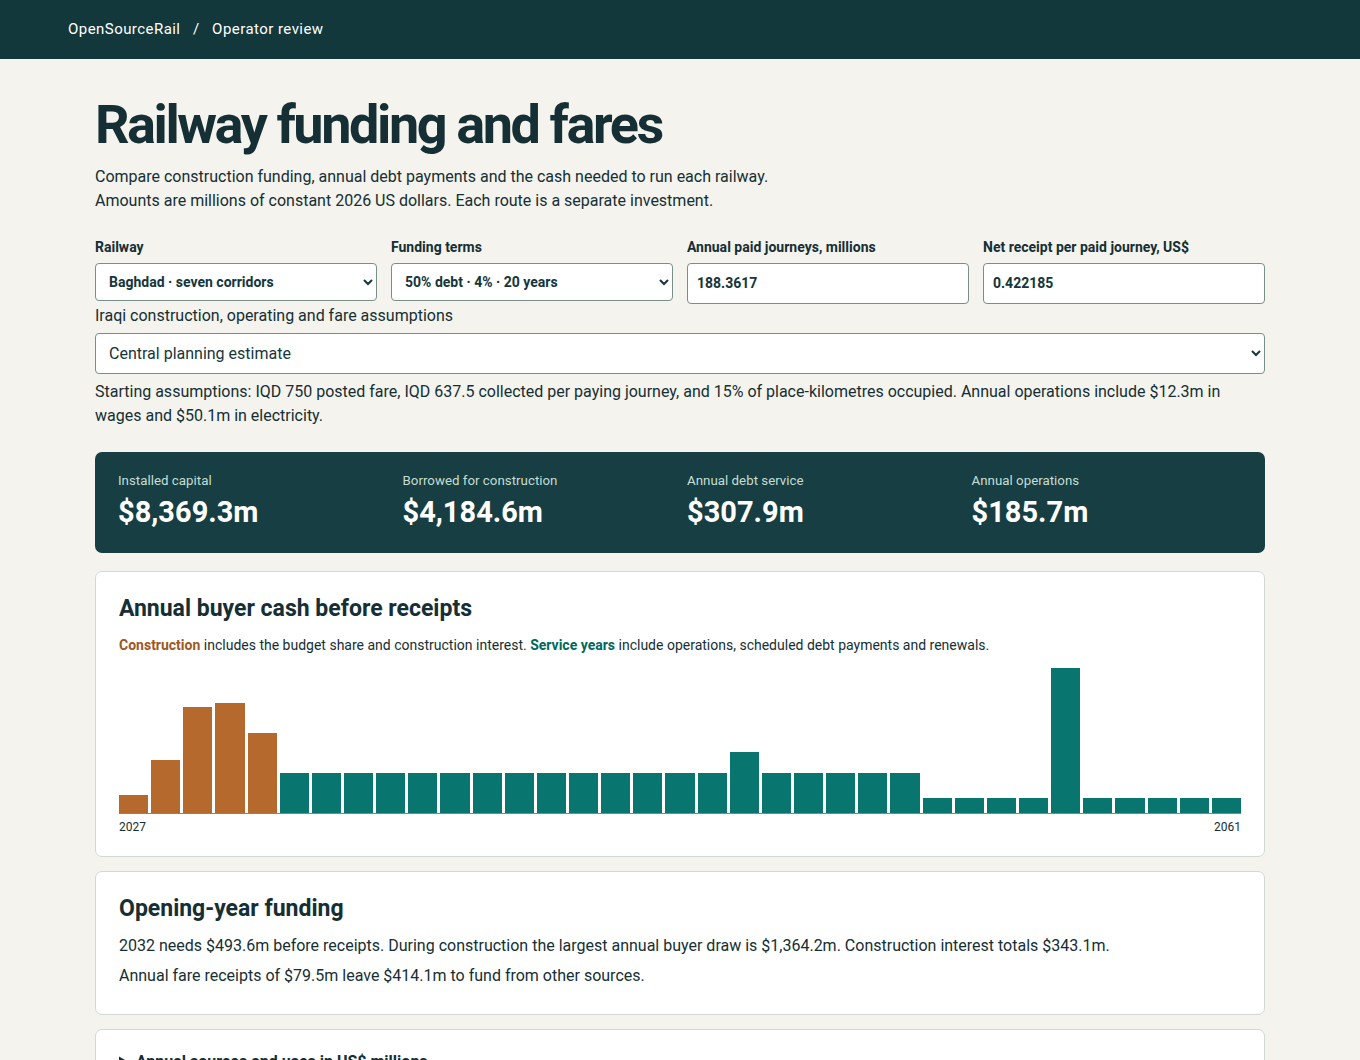 OpenSourceRail / Operator review
Railway funding and fares
Compare construction funding, annual debt payments and the cash needed to run each railway.
Amounts are millions of constant 2026 US dollars. Each route is a separate investment.
Railway
Funding terms
Annual paid journeys, millions
Net receipt per paid journey, US$
Baghdad · seven corridors
50% debt · 4% · 20 years
188.3617
0.422185
Iraqi construction, operating and fare assumptions
Central planning estimate
Starting assumptions: IQD 750 posted fare, IQD 637.5 collected per paying journey, and 15% of place-kilometres occupied. Annual operations include $12.3m in
wages and $50.1m in electricity.
Installed capital
Borrowed for construction
Annual debt service
Annual operations
$8,369.3m
$4,184.6m
$307.9m
$185.7m
Annual buyer cash before receipts
Construction includes the budget share and construction interest. Service years include operations, scheduled debt payments and renewals.
2027
2061
Opening-year funding
2032 needs $493.6m before receipts. During construction the largest annual buyer draw is $1,364.2m. Construction interest totals $343.1m.
Annual fare receipts of $79.5m leave $414.1m to fund from other sources.
Annual sources and uses in US$ millions